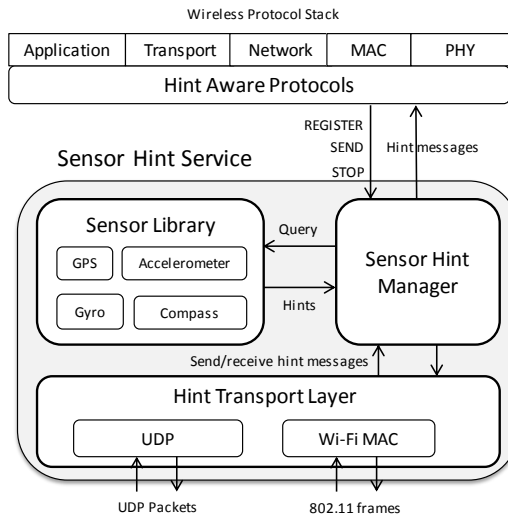 Wireless Protocol Stack
Application Transport Network MAC PHY
Hint Aware Protocols
REGISTER
SEND
STOP
Hint messages
Sensor Hint Service
Sensor Library
GPS Accelerometer
Gyro Compass
Query
Hints
Sensor Hint
Manager
Send/receive hint messages
Hint Transport Layer
UDP Wi-Fi MAC
UDP Packets 802.11 frames